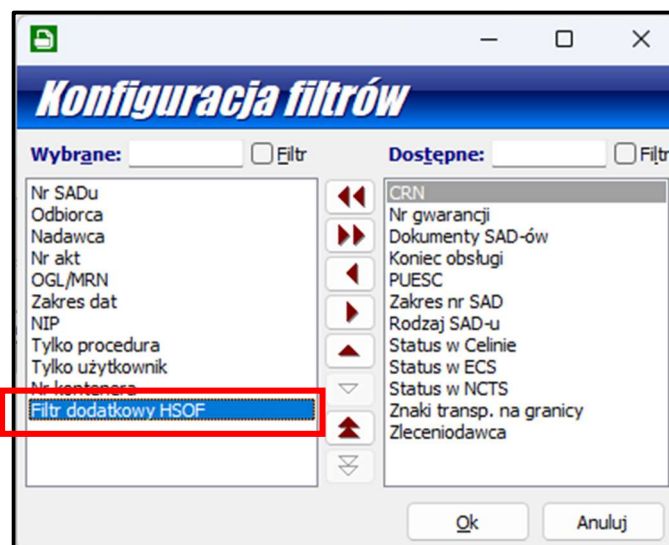 Konfiguracja filtrów
Wybrane: Filtr
Nr SADu
Odbiorca
Nadawca
Nr akt
OGL/MRN
Zakres dat
NIP
Tylko procedura
Tylko użytkownik
Nr kontenera
Filtr dodatkowy HSOF
Dostępne: Filtr
CRN
Nr gwarancji
Dokumenty SAD-ów
Koniec obsługi
PUESC
Zakres nr SAD
Rodzaj SAD-u
Status w Celinie
Status w ECS
Status w NCTS
Znaki transp. na granicy
Zleceniodawca
Ok Anuluj